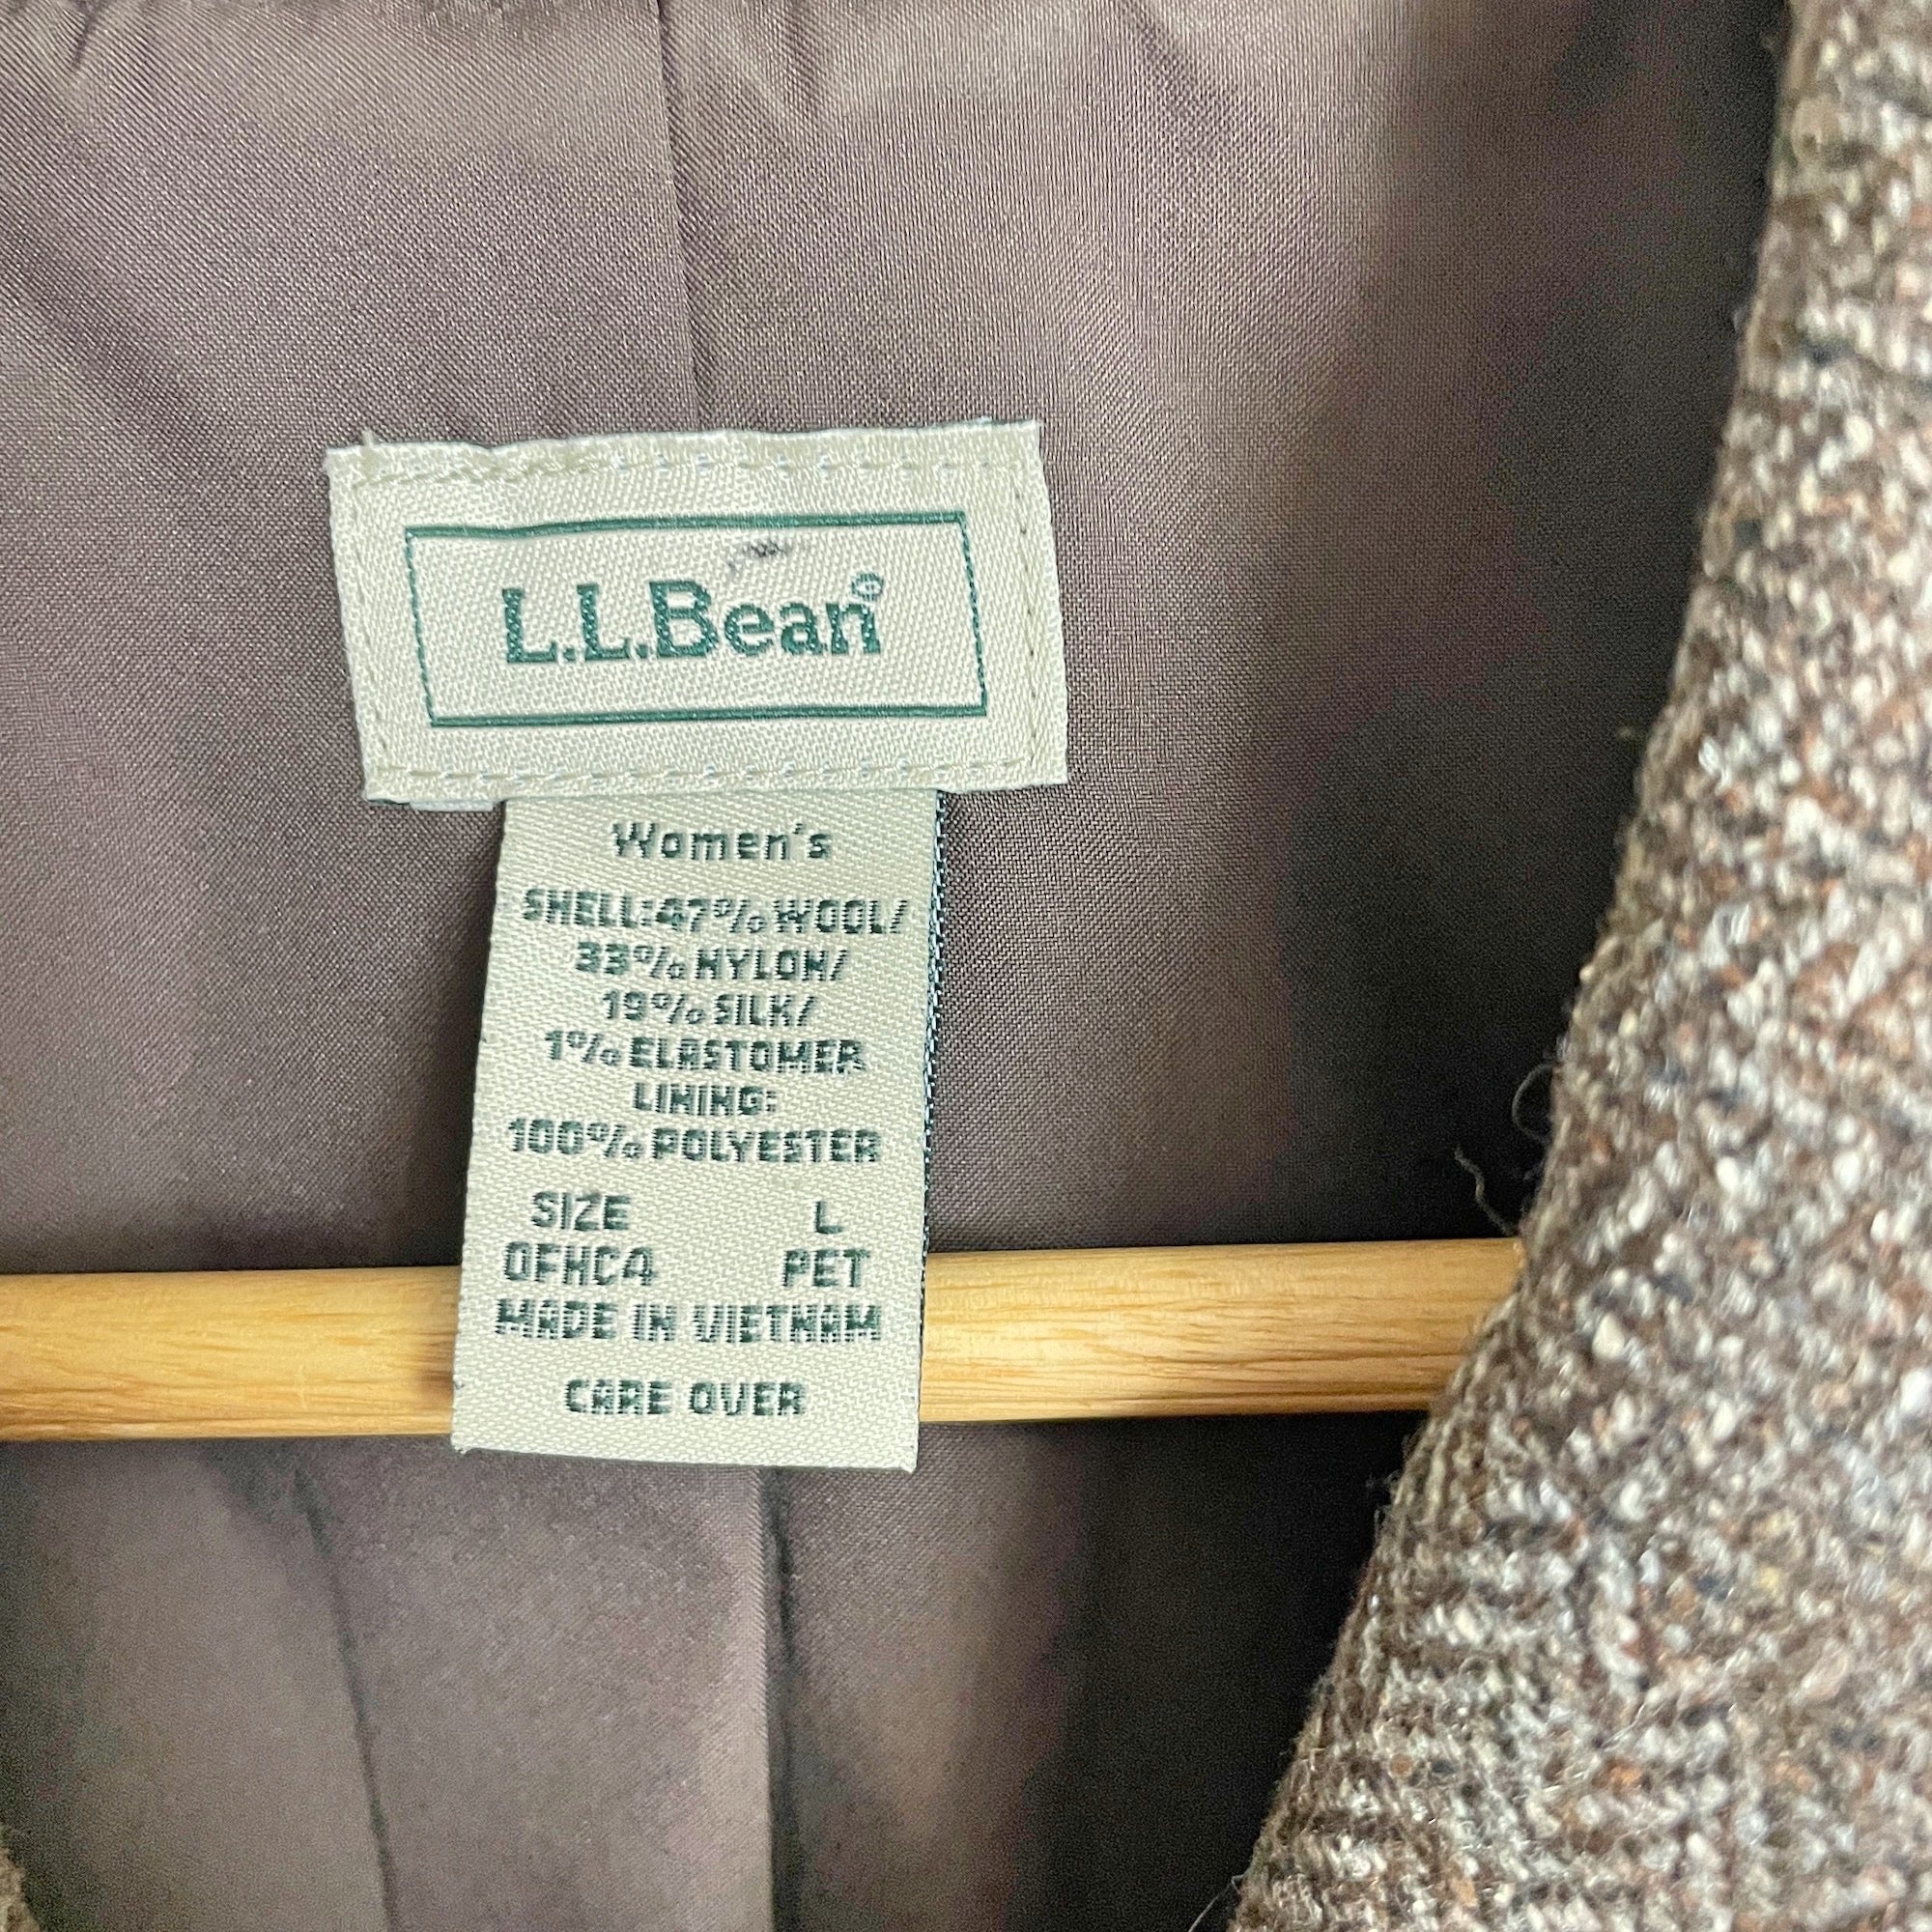 L.L.Bean®
Women's
SHELL:47% WOOL/
33% NYLON/
19% SILK/
1% ELASTOMER
LINING:
100% POLYESTER
SIZE L
0FHC4 PET
MADE IN VIETNAM
CARE OVER